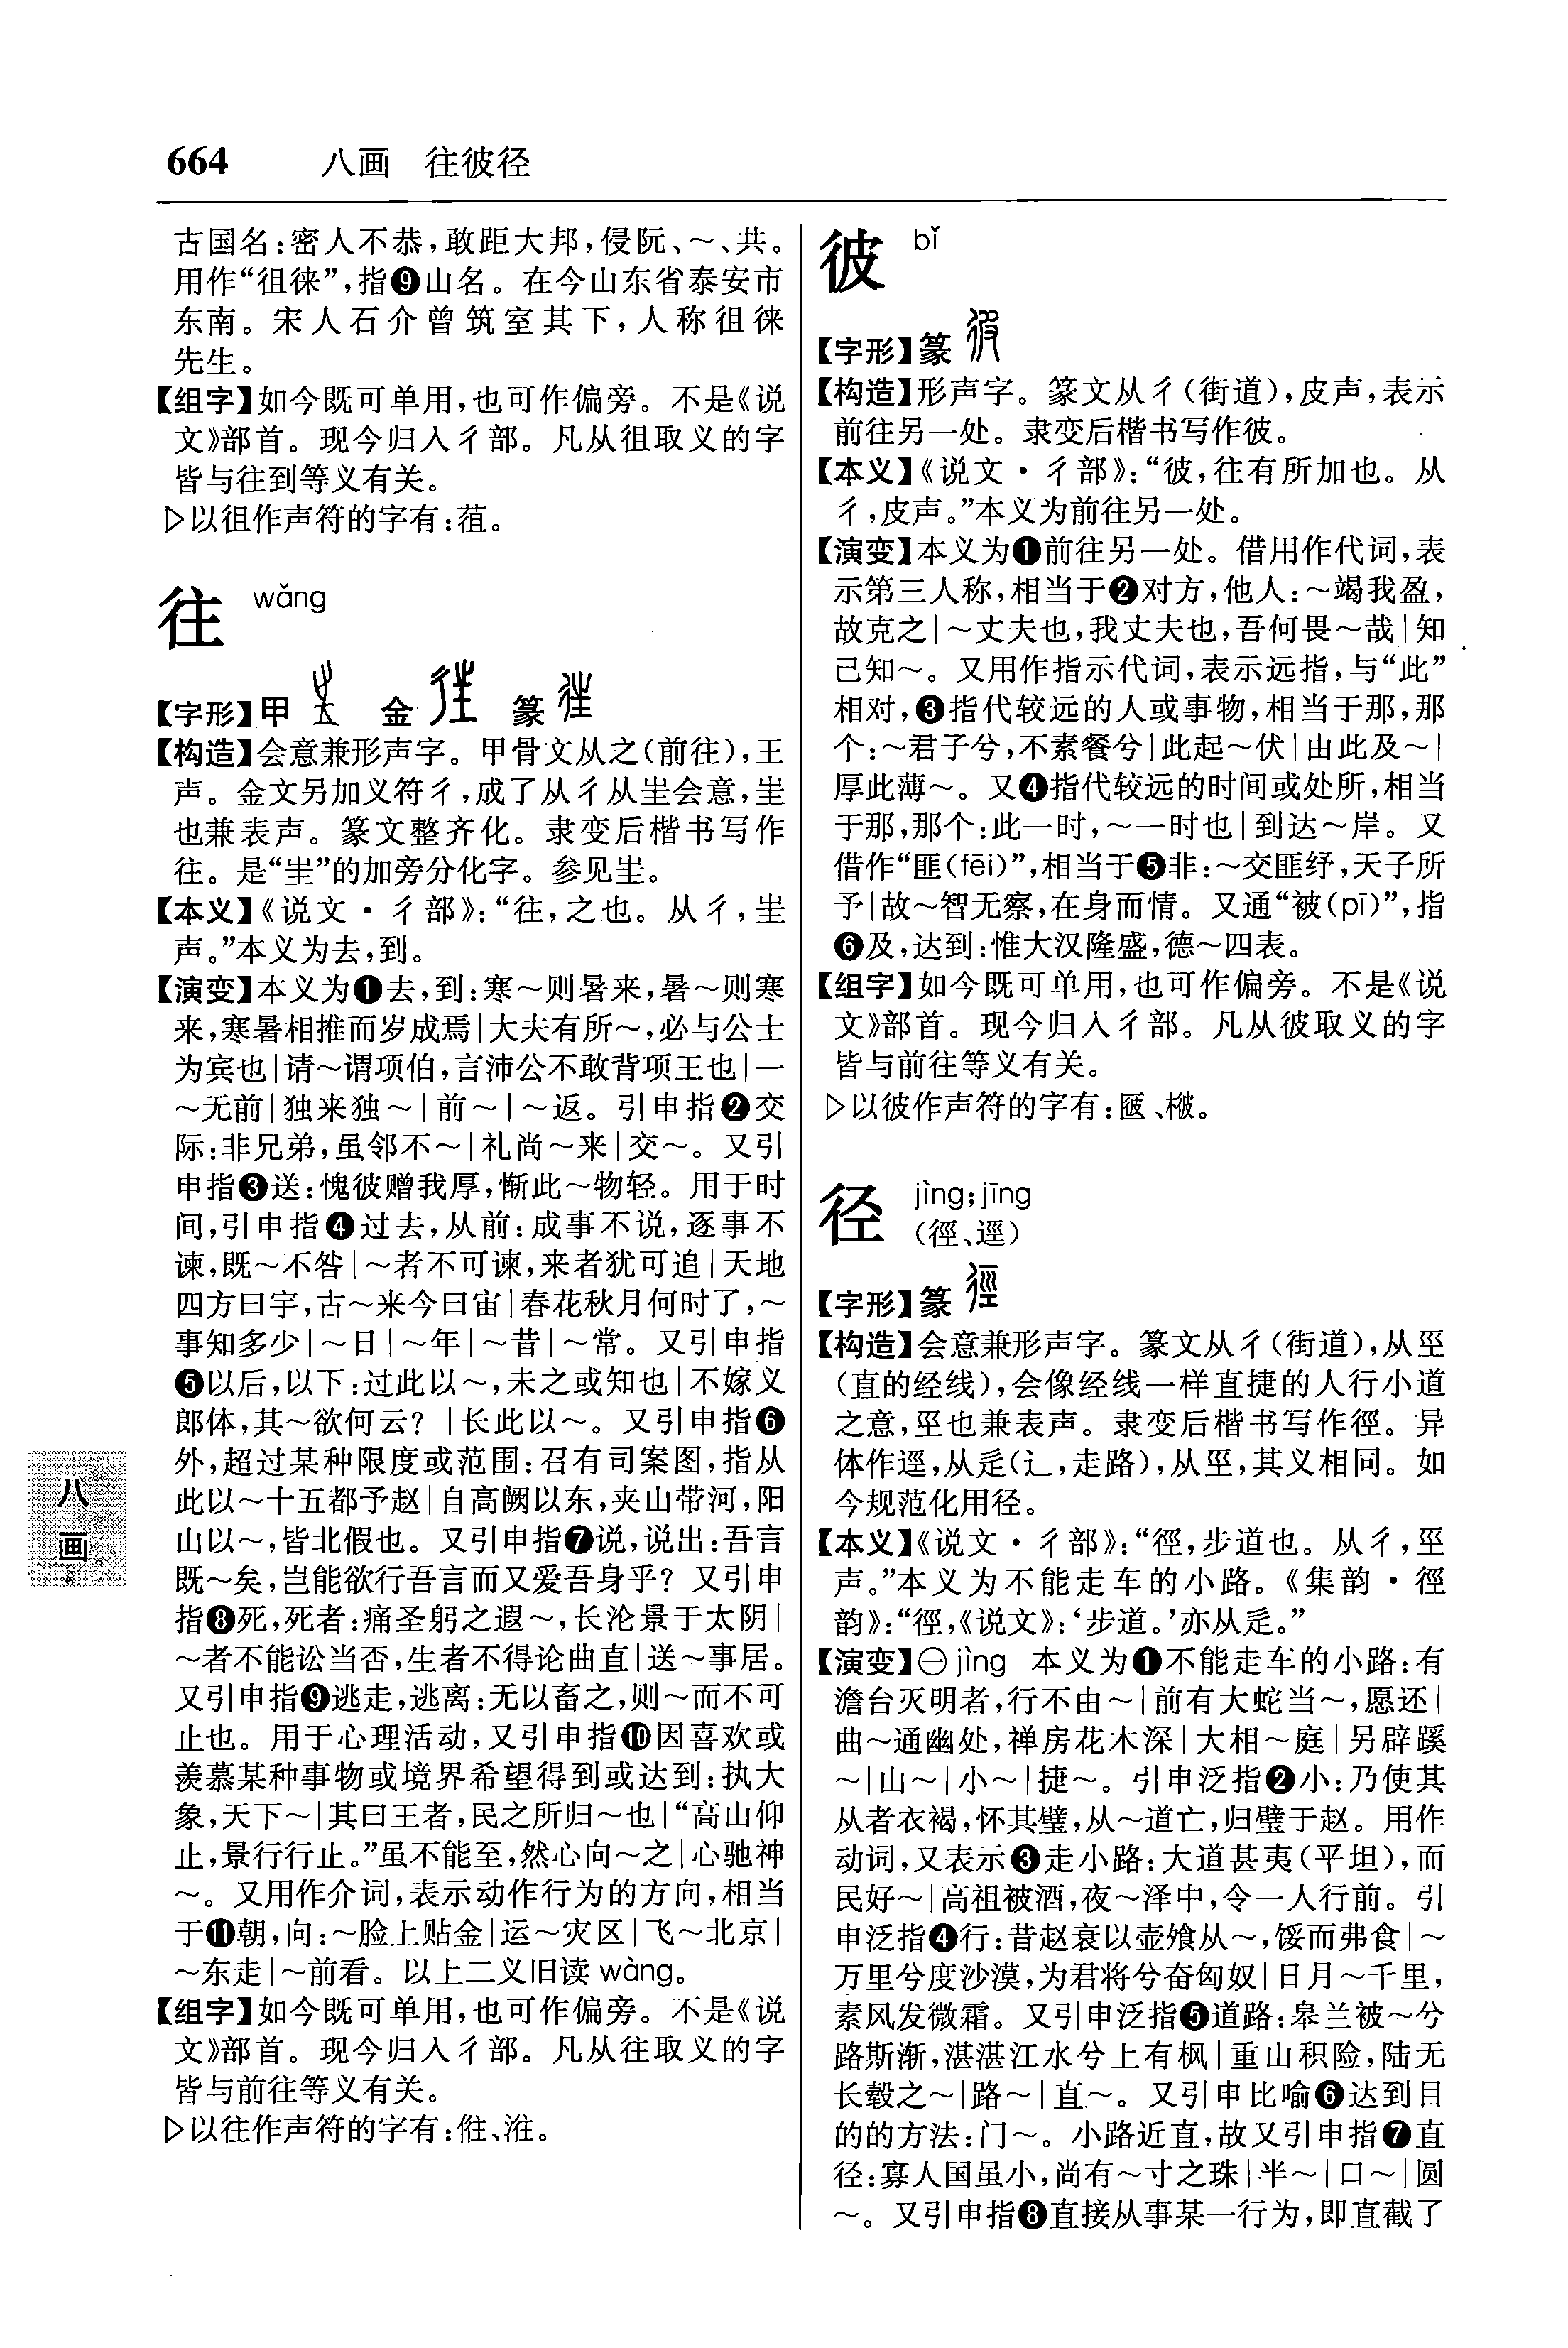 664 八画 往彼径
古国名:密人不恭,敢距大邦,侵阮、～、共。
用作“徂徕”,指❾山名。在今山东省泰安市
东南。宋人石介曾筑室其下,人称徂徕
先生。
【组字】如今既可单用,也可作偏旁。不是《说
文》部首。现今归入彳部。凡从徂取义的字
皆与往到等义有关。
▷以徂作声符的字有:蒩。
往 wǎng
【字形】甲 金 篆
【构造】会意兼形声字。甲骨文从之(前往),王
声。金文另加义符彳,成了从彳从㞷会意,㞷
也兼表声。篆文整齐化。隶变后楷书写作
往。是“㞷”的加旁分化字。参见㞷。
【本义】《说文·彳部》:“往,之也。从彳,㞷
声。”本义为去,到。
【演变】本义为❶去,到:寒～则暑来,暑～则寒
来,寒暑相推而岁成焉|大夫有所～,必与公士
为宾也|请～谓项伯,言沛公不敢背项王也|一
～无前|独来独～|前～|～返。引申指❷交
际:非兄弟,虽邻不～|礼尚～来|交～。又引
申指❸送:愧彼赠我厚,惭此～物轻。用于时
间,引申指❹过去,从前:成事不说,逐事不
谏,既～不咎|～者不可谏,来者犹可追|天地
四方曰宇,古～来今曰宙|春花秋月何时了,～
事知多少|～日|～年|～昔|～常。又引申指
❺以后,以下:过此以～,未之或知也|不嫁义
郎体,其～欲何云?|长此以～。又引申指❻
外,超过某种限度或范围:召有司案图,指从
此以～十五都予赵|自高阙以东,夹山带河,阳
山以～,皆北假也。又引申指❼说,说出:吾言
既～矣,岂能欲行吾言而又爱吾身乎?又引申
指❽死,死者:痛圣躬之遐～,长沦景于太阴|
～者不能讼当否,生者不得论曲直|送～事居。
又引申指❾逃走,逃离:无以畜之,则～而不可
止也。用于心理活动,又引申指❿因喜欢或
羡慕某种事物或境界希望得到或达到:执大
象,天下～|其曰王者,民之所归～也|“高山仰
止,景行行止。”虽不能至,然心向～之|心驰神
～。又用作介词,表示动作行为的方向,相当
于⓫朝,向:～脸上贴金|运～灾区|飞～北京|
～东走|～前看。以上二义旧读 wàng。
【组字】如今既可单用,也可作偏旁。不是《说
文》部首。现今归入彳部。凡从往取义的字
皆与前往等义有关。
▷以往作声符的字有:
彼 bǐ
【字形】篆
【构造】形声字。篆文从彳(街道),皮声,表示
前往另一处。隶变后楷书写作彼。
【本义】《说文·彳部》:“彼,往有所加也。从
彳,皮声。”本义为前往另一处。
【演变】本义为❶前往另一处。借用作代词,表
示第三人称,相当于❷对方,他人:～竭我盈,
故克之|～丈夫也,我丈夫也,吾何畏～哉|知
己知～。又用作指示代词,表示远指,与“此”
相对,❸指代较远的人或事物,相当于那,那
个:～君子兮,不素餐兮|此起～伏|由此及～|
厚此薄～。又❹指代较远的时间或处所,相当
于那,那个:此一时,～一时也|到达～岸。又
借作“匪(fēi)”,相当于❺非:～交匪纾,天子所
予|故～智无察,在身而情。又通“被(pī)”,指
❻及,达到:惟大汉隆盛,德～四表。
【组字】如今既可单用,也可作偏旁。不是《说
文》部首。现今归入彳部。凡从彼取义的字
皆与前往等义有关。
▷以彼作声符的字有:
径 jìng;jīng
(徑、逕)
【字形】篆
【构造】会意兼形声字。篆文从彳(街道),从巠
(直的经线),会像经线一样直捷的人行小道
之意,巠也兼表声。隶变后楷书写作徑。异
体作逕,从辵(辶,走路),从巠,其义相同。如
今规范化用径。
【本义】《说文·彳部》:“徑,步道也。从彳,巠
声。”本义为不能走车的小路。《集韵·徑
韵》:“徑,《说文》:‘步道。’亦从辵。”
【演变】㊀jìng 本义为❶不能走车的小路:有
澹台灭明者,行不由～|前有大蛇当～,愿还|
曲～通幽处,禅房花木深|大相～庭|另辟蹊
～|山～|小～|捷～。引申泛指❷小:乃使其
从者衣褐,怀其璧,从～道亡,归璧于赵。用作
动词,又表示❸走小路:大道甚夷(平坦),而
民好～|高祖被酒,夜～泽中,令一人行前。引
申泛指❹行:昔赵衰以壶飧从～,馁而弗食|～
万里兮度沙漠,为君将兮奋匈奴|日月～千里,
素风发微霜。又引申泛指❺道路:皋兰被～兮
路斯渐,湛湛江水兮上有枫|重山积险,陆无
长毂之～|路～|直～。又引申比喻❻达到目
的的方法:门～。小路近直,故又引申指❼直
径:寡人国虽小,尚有～寸之珠|半～|口～|圆
～。又引申指❽直接从事某一行为,即直截了
八
画